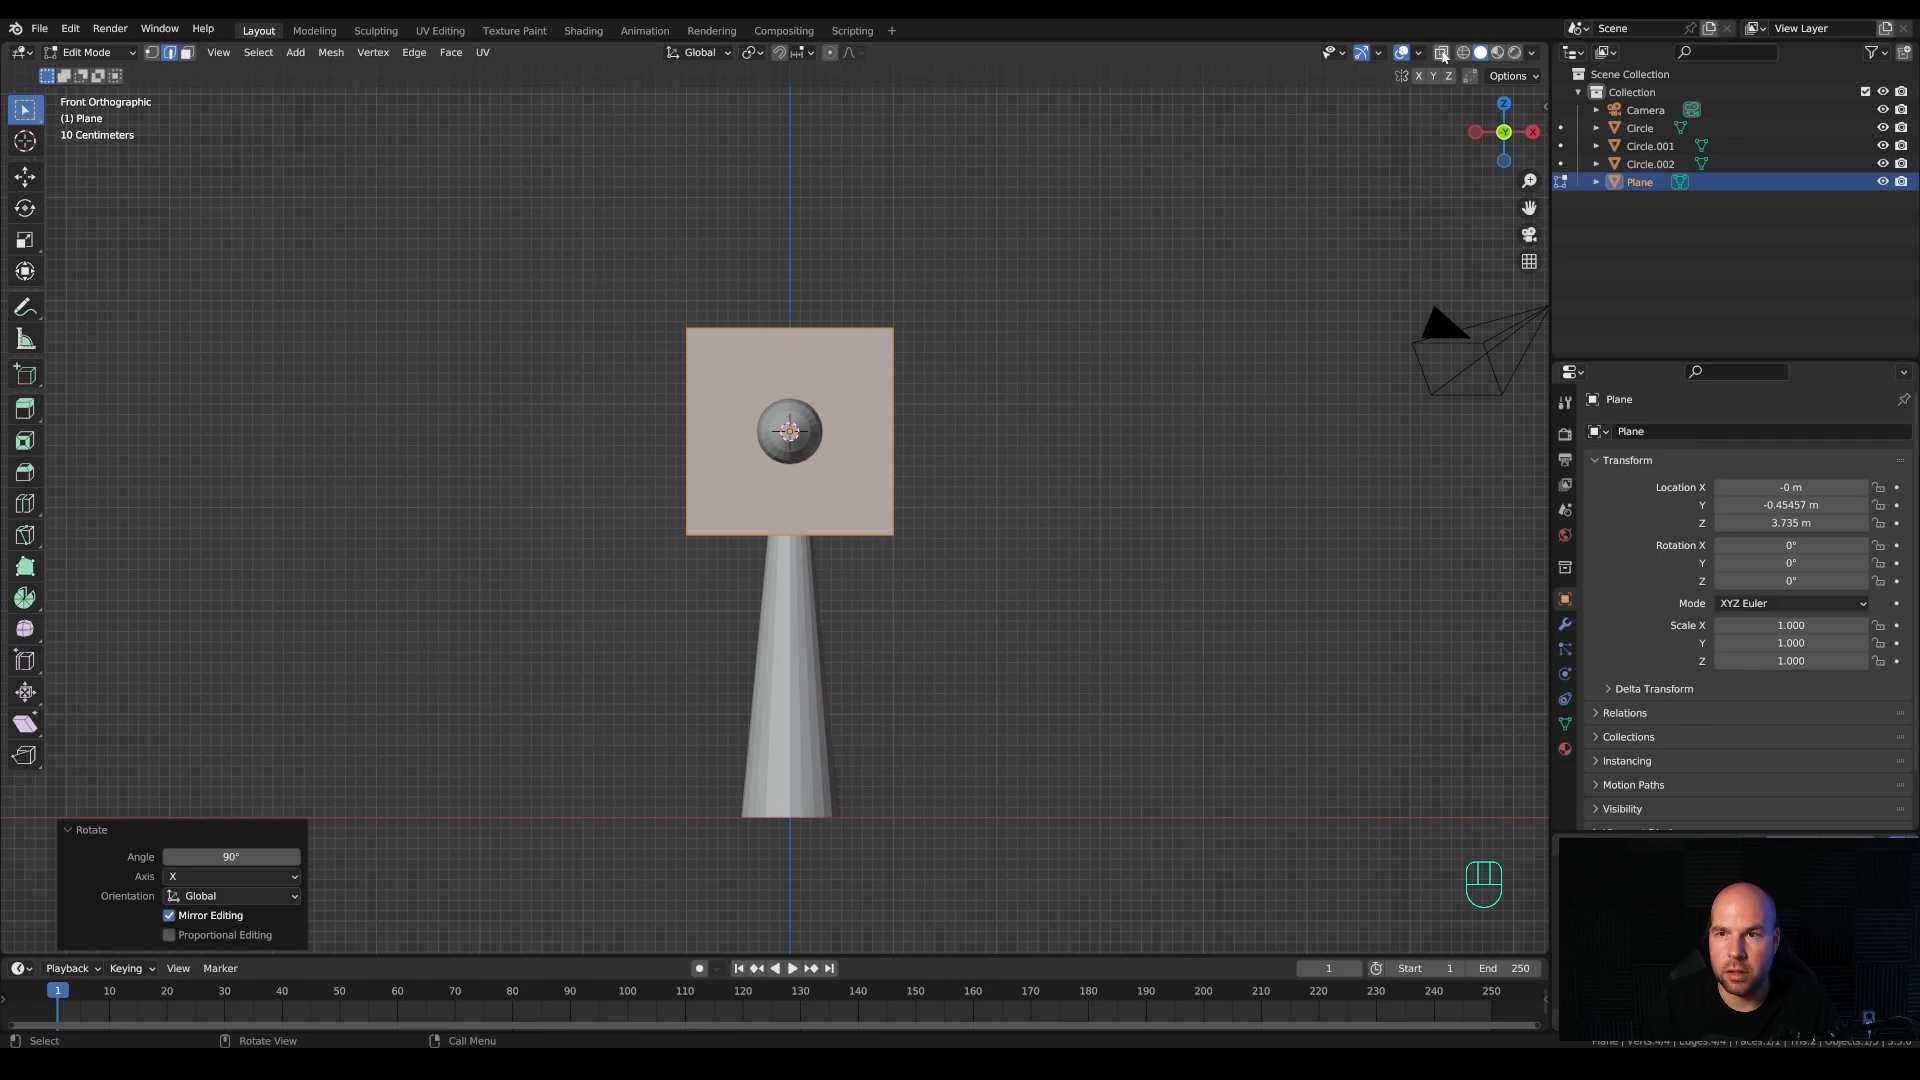 File Edit Render Window Help Layout Modeling Sculpting UV Editing Texture Paint Shading Animation Rendering Compositing Scripting + Scene View Layer
Edit Mode View Select Add Mesh Vertex Edge Face UV Global
X Y Z Options
Front Orthographic
(1) Plane
10 Centimeters
Z
-Y X
Scene Collection
Collection
Camera
Circle
Circle.001
Circle.002
Plane
Plane
Plane
Transform
Location X -0 m
Y -0.45457 m
Z 3.735 m
Rotation X 0°
Y 0°
Z 0°
Mode XYZ Euler
Scale X 1.000
Y 1.000
Z 1.000
Delta Transform
Relations
Collections
Instancing
Motion Paths
Visibility
Rotate
Angle 90°
Axis X
Orientation Global
Mirror Editing
Proportional Editing
Playback Keying View Marker 1 Start 1 End 250
1 10 20 30 40 50 60 70 80 90 100 110 120 130 140 150 160 170 180 190 200 210 220 230 240 250
Select Rotate View Call Menu